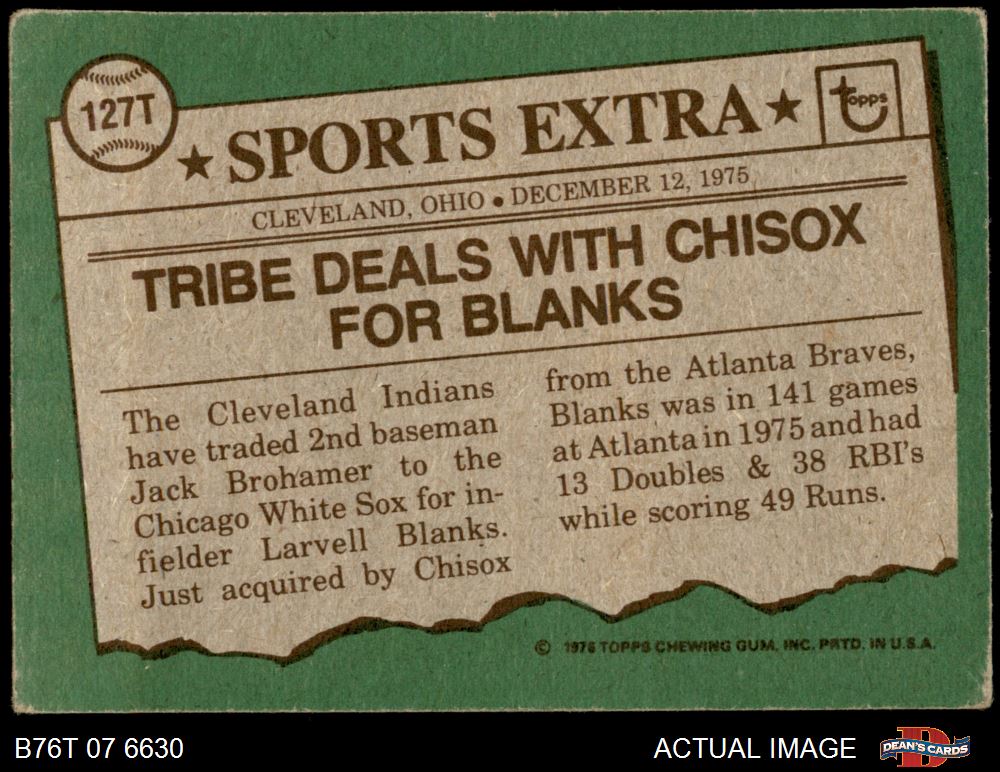 127T
★ SPORTS EXTRA ★
topps
CLEVELAND, OHIO ● DECEMBER 12, 1975
TRIBE DEALS WITH CHISOX
FOR BLANKS
The Cleveland Indians
have traded 2nd baseman
Jack Brohamer to the
Chicago White Sox for in-
fielder Larvell Blanks.
Just acquired by Chisox
from the Atlanta Braves,
Blanks was in 141 games
at Atlanta in 1975 and had
13 Doubles & 38 RBI's
while scoring 49 Runs.
© 1976 TOPPS CHEWING GUM, INC. PRTD. IN U.S.A.
B76T 07 6630
ACTUAL IMAGE
DEAN'S CARDS